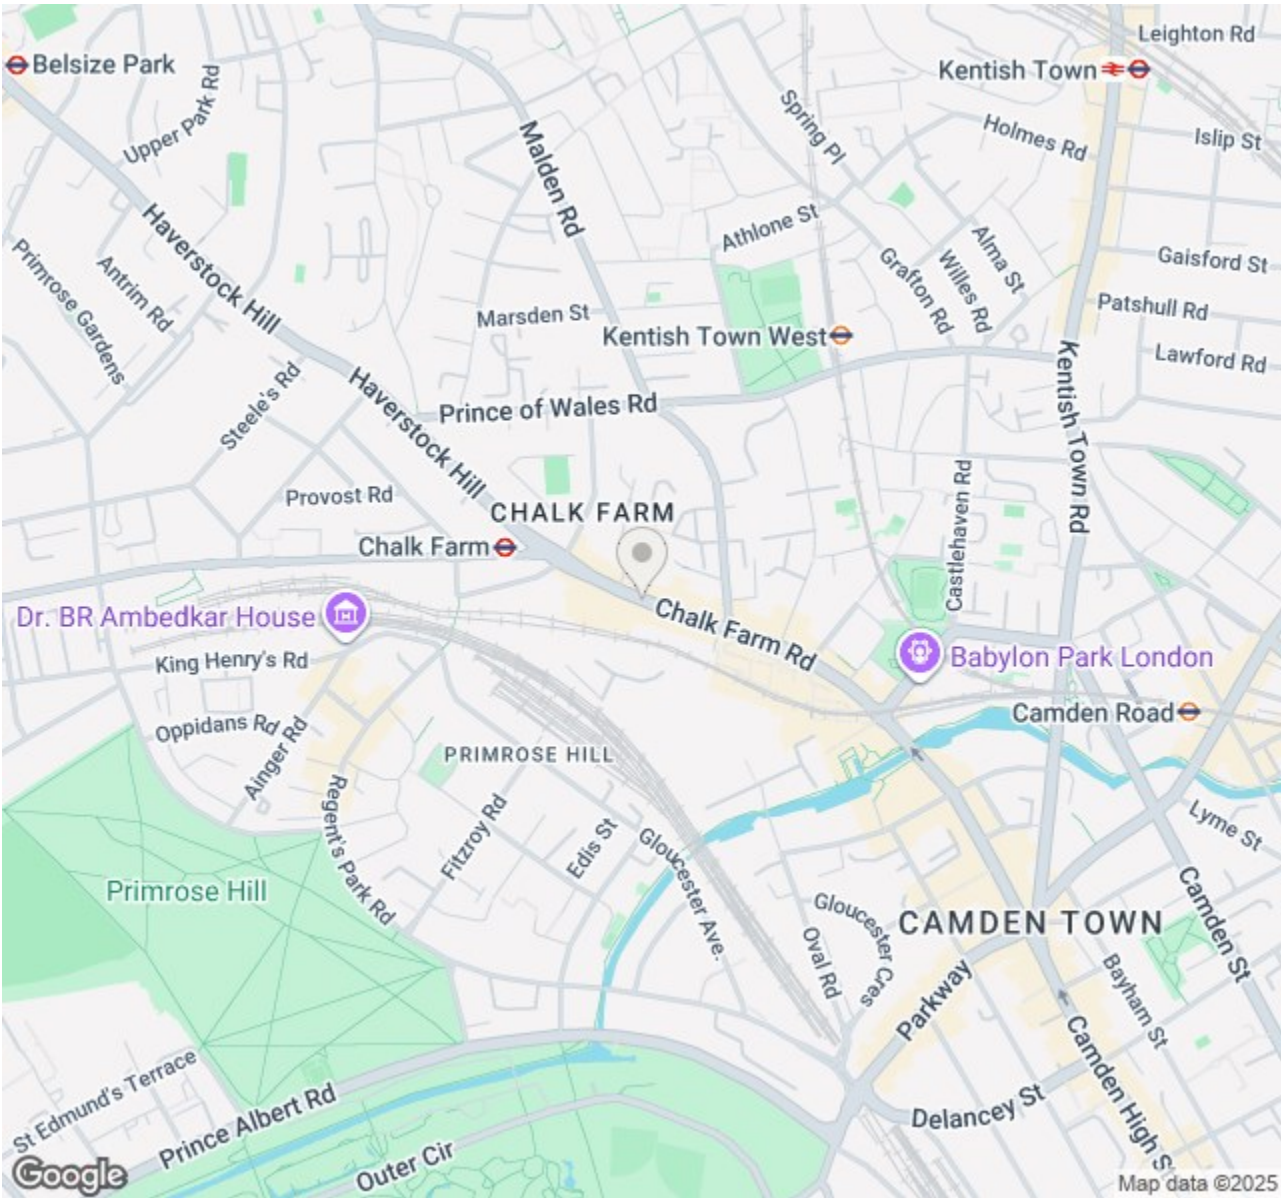 Leighton Rd
Belsize Park
Kentish Town
Upper Park Rd
Spring Pl
Holmes Rd
Islip St
Malden Rd
Haverstock Hill
Athlone St
Alma St
Primrose Gardens
Antrim Rd
Grafton Rd
Willes Rd
Gaisford St
Patshull Rd
Marsden St
Kentish Town West
Lawford Rd
Steele's Rd
Haverstock Hill
Prince of Wales Rd
Kentish Town Rd
Provost Rd
CHALK FARM
Castlehaven Rd
Chalk Farm
Dr. BR Ambedkar House
Chalk Farm Rd
King Henry's Rd
Babylon Park London
Camden Road
Oppidans Rd
Ainger Rd
PRIMROSE HILL
Regent's Park Rd
Fitzroy Rd
Edis St
Gloucester Ave.
Lyme St
Primrose Hill
Gloucester Cres
CAMDEN TOWN
Camden St
Oval Rd
Parkway
Bayham St
St Edmund's Terrace
Prince Albert Rd
Delancey St
Camden High St
Outer Cir
Google
Map data ©2025